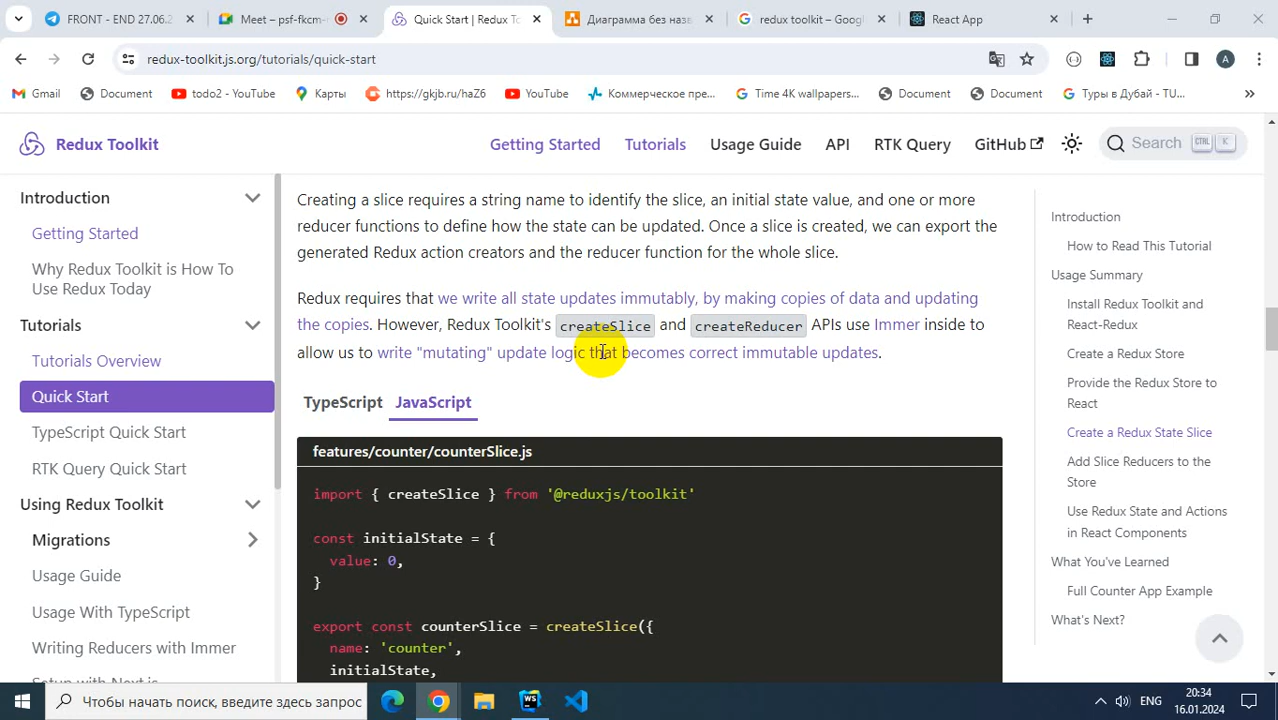 FRONT - END 27.06.2
Meet – psf-fkcm-r
Quick Start | Redux To
Диаграмма без назв
redux toolkit – Goog
React App
redux-toolkit.js.org/tutorials/quick-start
A
Gmail
Document
todo2 - YouTube
Карты
https://gkjb.ru/haZ6
YouTube
Коммерческое пре...
Time 4K wallpapers...
Document
Document
Туры в Дубай - TU...
Redux Toolkit
Getting Started
Tutorials
Usage Guide
API
RTK Query
GitHub
Search
CTRL
K
Introduction
Getting Started
Why Redux Toolkit is How To
Use Redux Today
Tutorials
Tutorials Overview
Quick Start
TypeScript Quick Start
RTK Query Quick Start
Using Redux Toolkit
Migrations
Usage Guide
Usage With TypeScript
Writing Reducers with Immer
Setup with Next.js
Creating a slice requires a string name to identify the slice, an initial state value, and one or more
reducer functions to define how the state can be updated. Once a slice is created, we can export the
generated Redux action creators and the reducer function for the whole slice.
Redux requires that we write all state updates immutably, by making copies of data and updating
the copies. However, Redux Toolkit's createSlice and createReducer APIs use Immer inside to
allow us to write "mutating" update logic that becomes correct immutable updates.
TypeScript
JavaScript
features/counter/counterSlice.js
import { createSlice } from '@reduxjs/toolkit'
const initialState = {
value: 0,
}
export const counterSlice = createSlice({
name: 'counter',
initialState,
Introduction
How to Read This Tutorial
Usage Summary
Install Redux Toolkit and
React-Redux
Create a Redux Store
Provide the Redux Store to
React
Create a Redux State Slice
Add Slice Reducers to the
Store
Use Redux State and Actions
in React Components
What You've Learned
Full Counter App Example
What's Next?
Чтобы начать поиск, введите здесь запрос
WS
ENG
20:34
16.01.2024